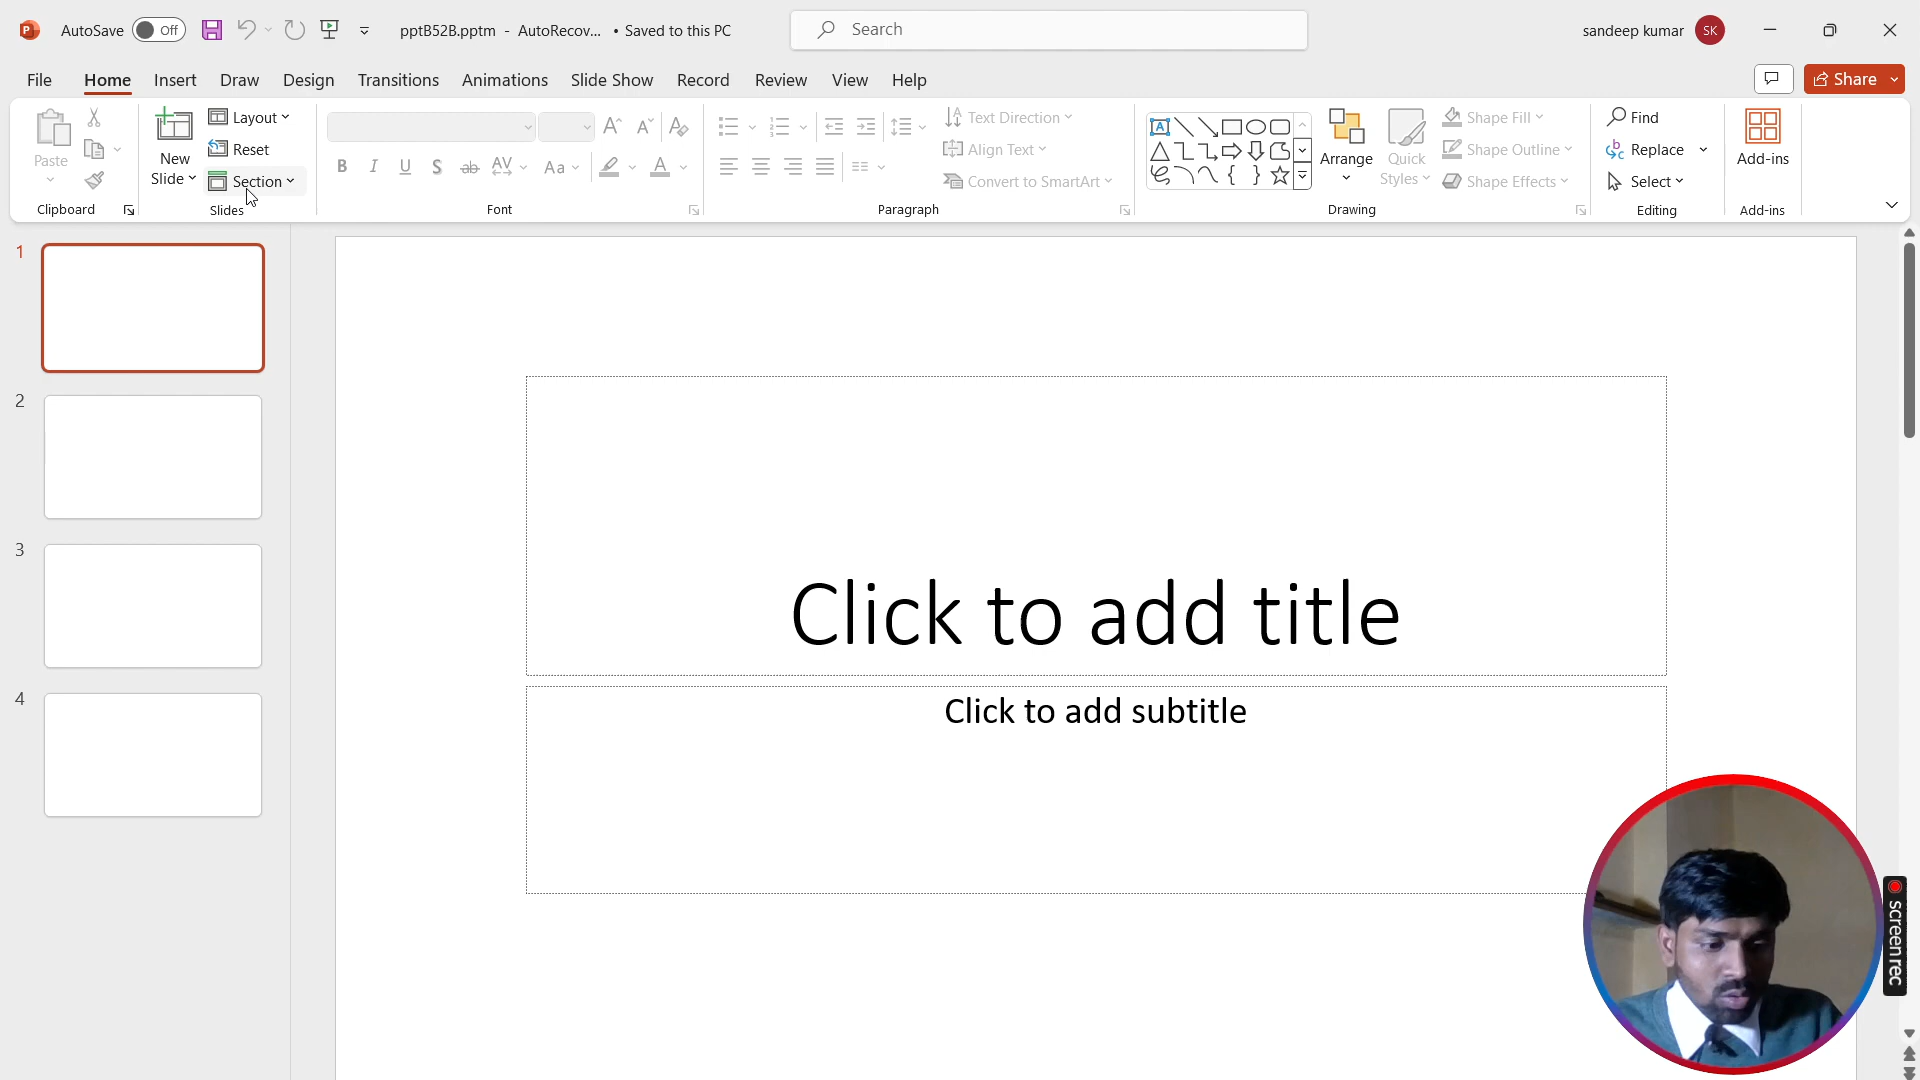 AutoSave Off pptB52B.pptm - AutoRecov... • Saved to this PC Search sandeep kumar SK
File Home Insert Draw Design Transitions Animations Slide Show Record Review View Help Share
Paste
Clipboard
New
Slide
Layout
Reset
Section
Slides
B I U S ab AV Aa A
Font
Text Direction
Align Text
Convert to SmartArt
Paragraph
Arrange
Quick
Styles
Shape Fill
Shape Outline
Shape Effects
Drawing
Find
Replace
Select
Editing
Add-ins
Add-ins
1
2
3
4
Click to add title
Click to add subtitle
screenrec